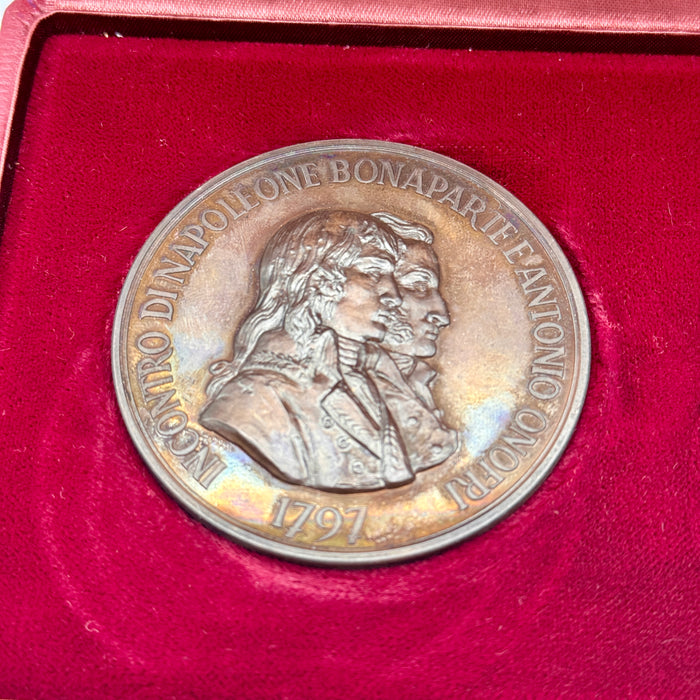 INCONTRO DI NAPOLEONE BONAPARTE E ANTONIO ONOFRI
1797